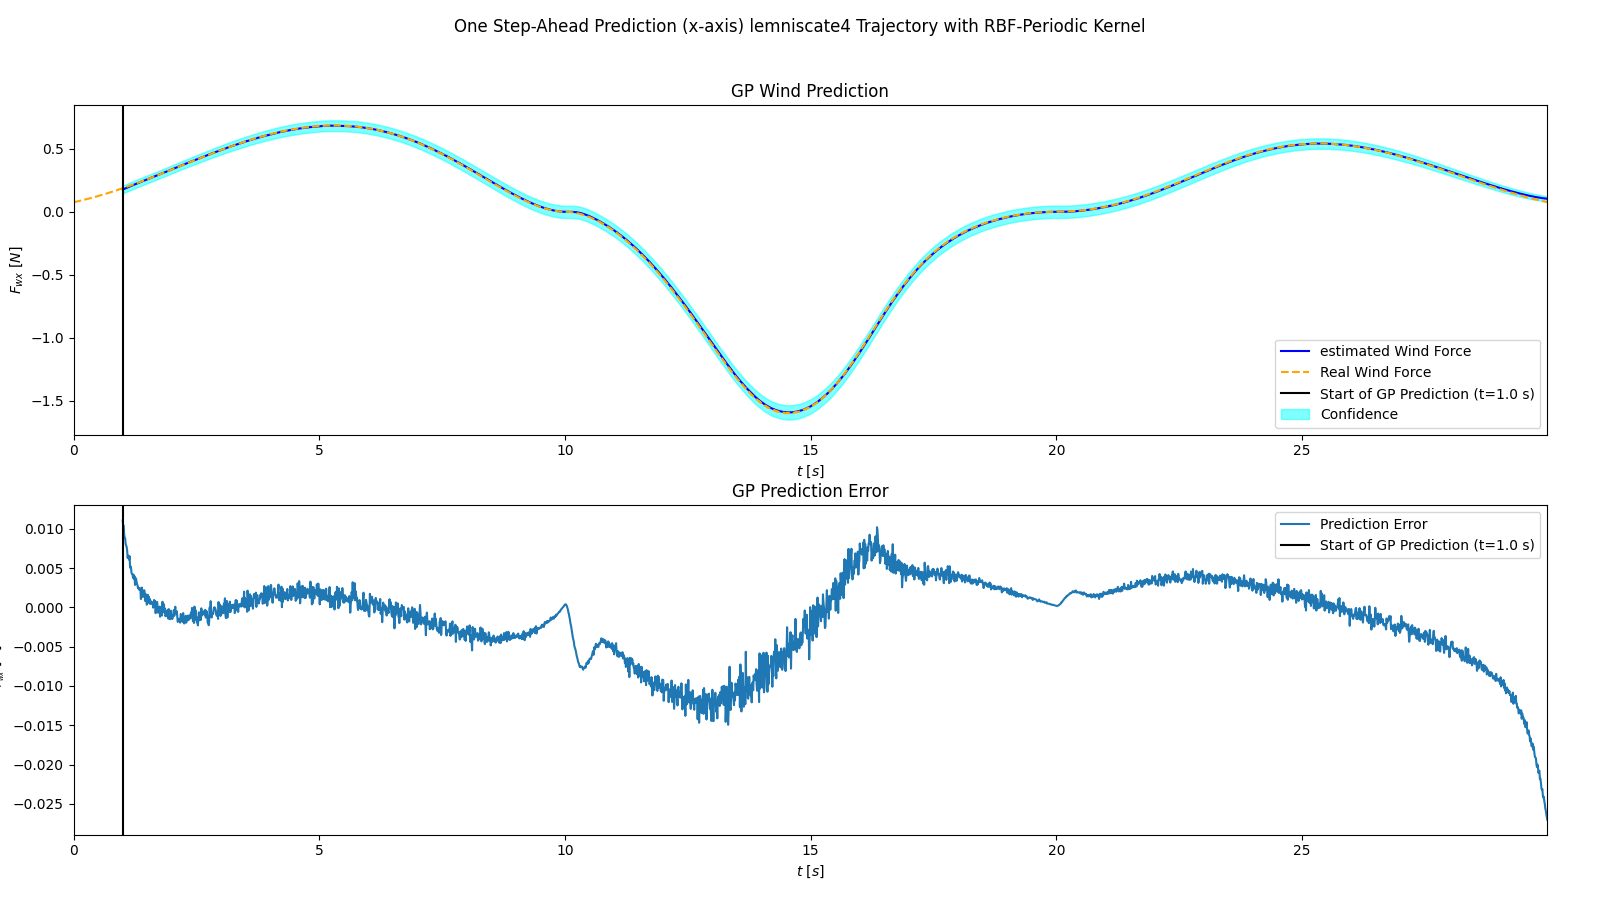 One Step-Ahead Prediction (x-axis) lemniscate4 Trajectory with RBF-Periodic Kernel
GP Wind Prediction
0.5
0.0
−0.5
−1.0
−1.5
F_{wx} [N]
0 5 10 15 20 25
t [s]
estimated Wind Force
Real Wind Force
Start of GP Prediction (t=1.0 s)
Confidence
GP Prediction Error
0.010
0.005
0.000
−0.005
−0.010
−0.015
−0.020
−0.025
0 5 10 15 20 25
t [s]
Prediction Error
Start of GP Prediction (t=1.0 s)